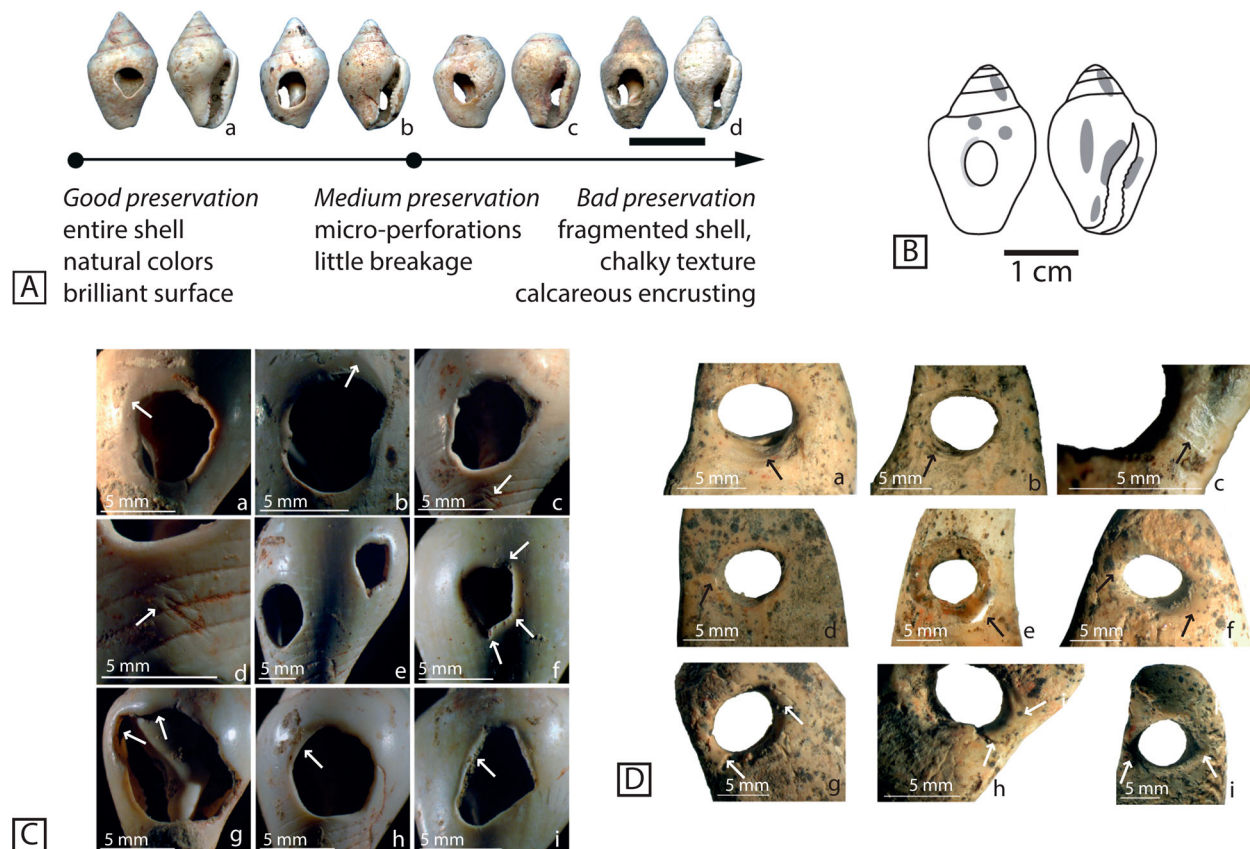 a
b
c
d
Good preservation
entire shell
natural colors
brilliant surface
Medium preservation
micro-perforations
little breakage
Bad preservation
fragmented shell,
chalky texture
calcareous encrusting
A
B
1 cm
5 mm
a
5 mm
b
5 mm
c
5 mm
d
5 mm
e
5 mm
f
5 mm
g
5 mm
h
5 mm
i
C
5 mm
a
5 mm
b
5 mm
c
5 mm
d
5 mm
e
5 mm
f
5 mm
g
5 mm
h
5 mm
i
D